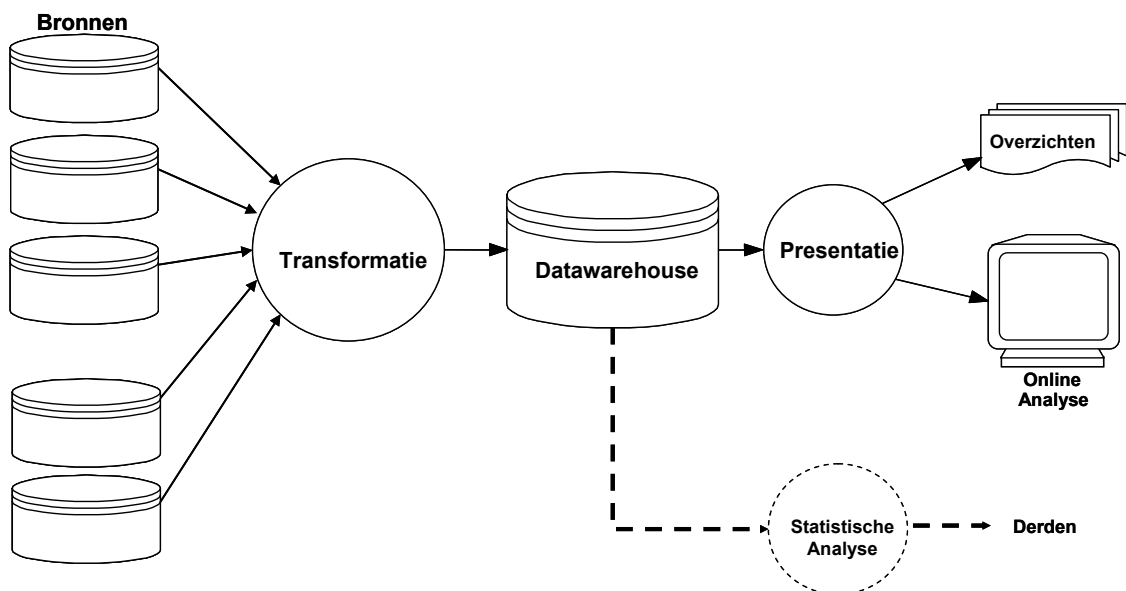 Bronnen
Transformatie
Datawarehouse
Presentatie
Overzichten
Online
Analyse
Statistische
Analyse
Derden